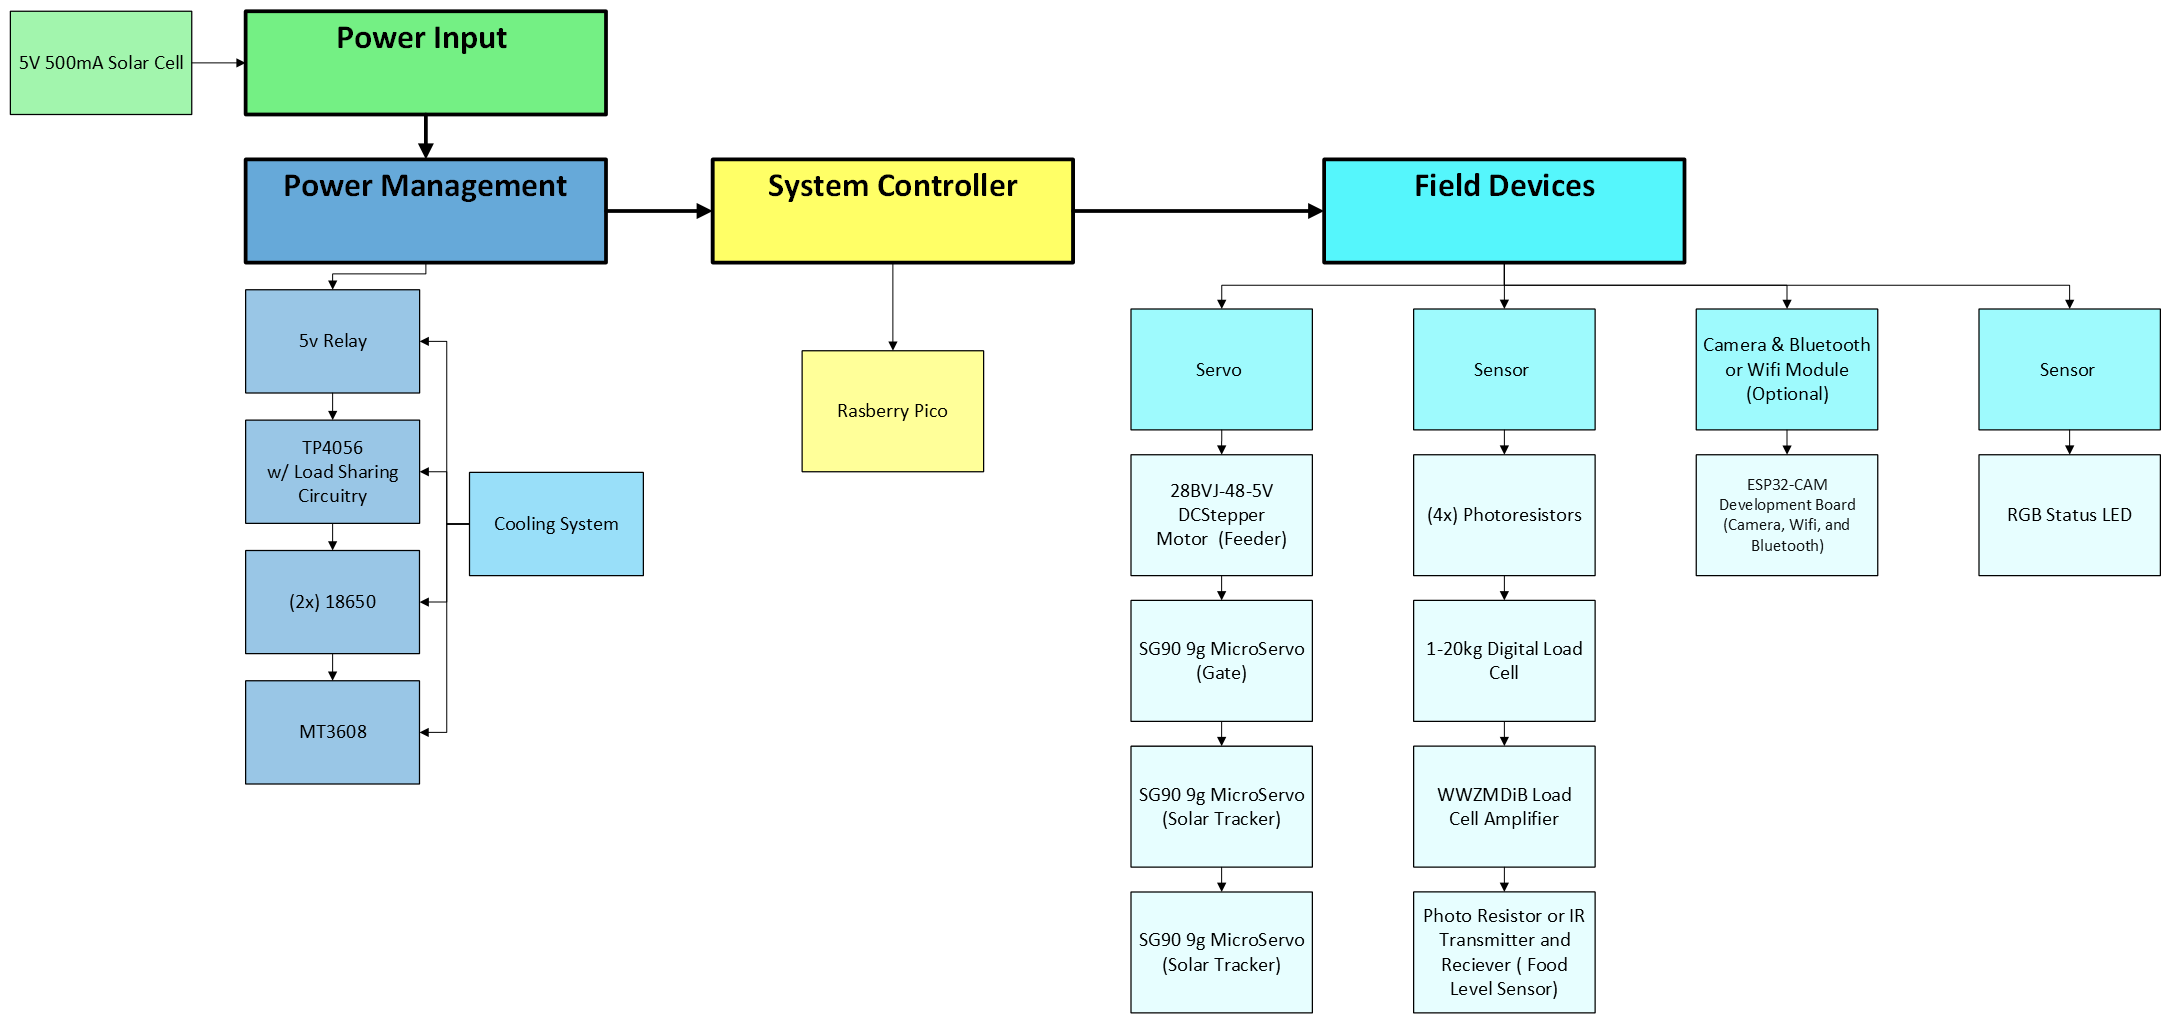 5V 500mA Solar Cell
Power Input
Power Management
System Controller
Field Devices
5v Relay
TP4056
w/ Load Sharing
Circuitry
(2x) 18650
MT3608
Cooling System
Rasberry Pico
Servo
28BVJ-48-5V
DCStepper
Motor  (Feeder)
SG90 9g MicroServo
(Gate)
SG90 9g MicroServo
(Solar Tracker)
SG90 9g MicroServo
(Solar Tracker)
Sensor
(4x) Photoresistors
1-20kg Digital Load
Cell
WWZMDiB Load
Cell Amplifier
Photo Resistor or IR
Transmitter and
Reciever ( Food
Level Sensor)
Camera & Bluetooth
or Wifi Module
(Optional)
ESP32-CAM
Development Board
(Camera, Wifi, and
Bluetooth)
Sensor
RGB Status LED